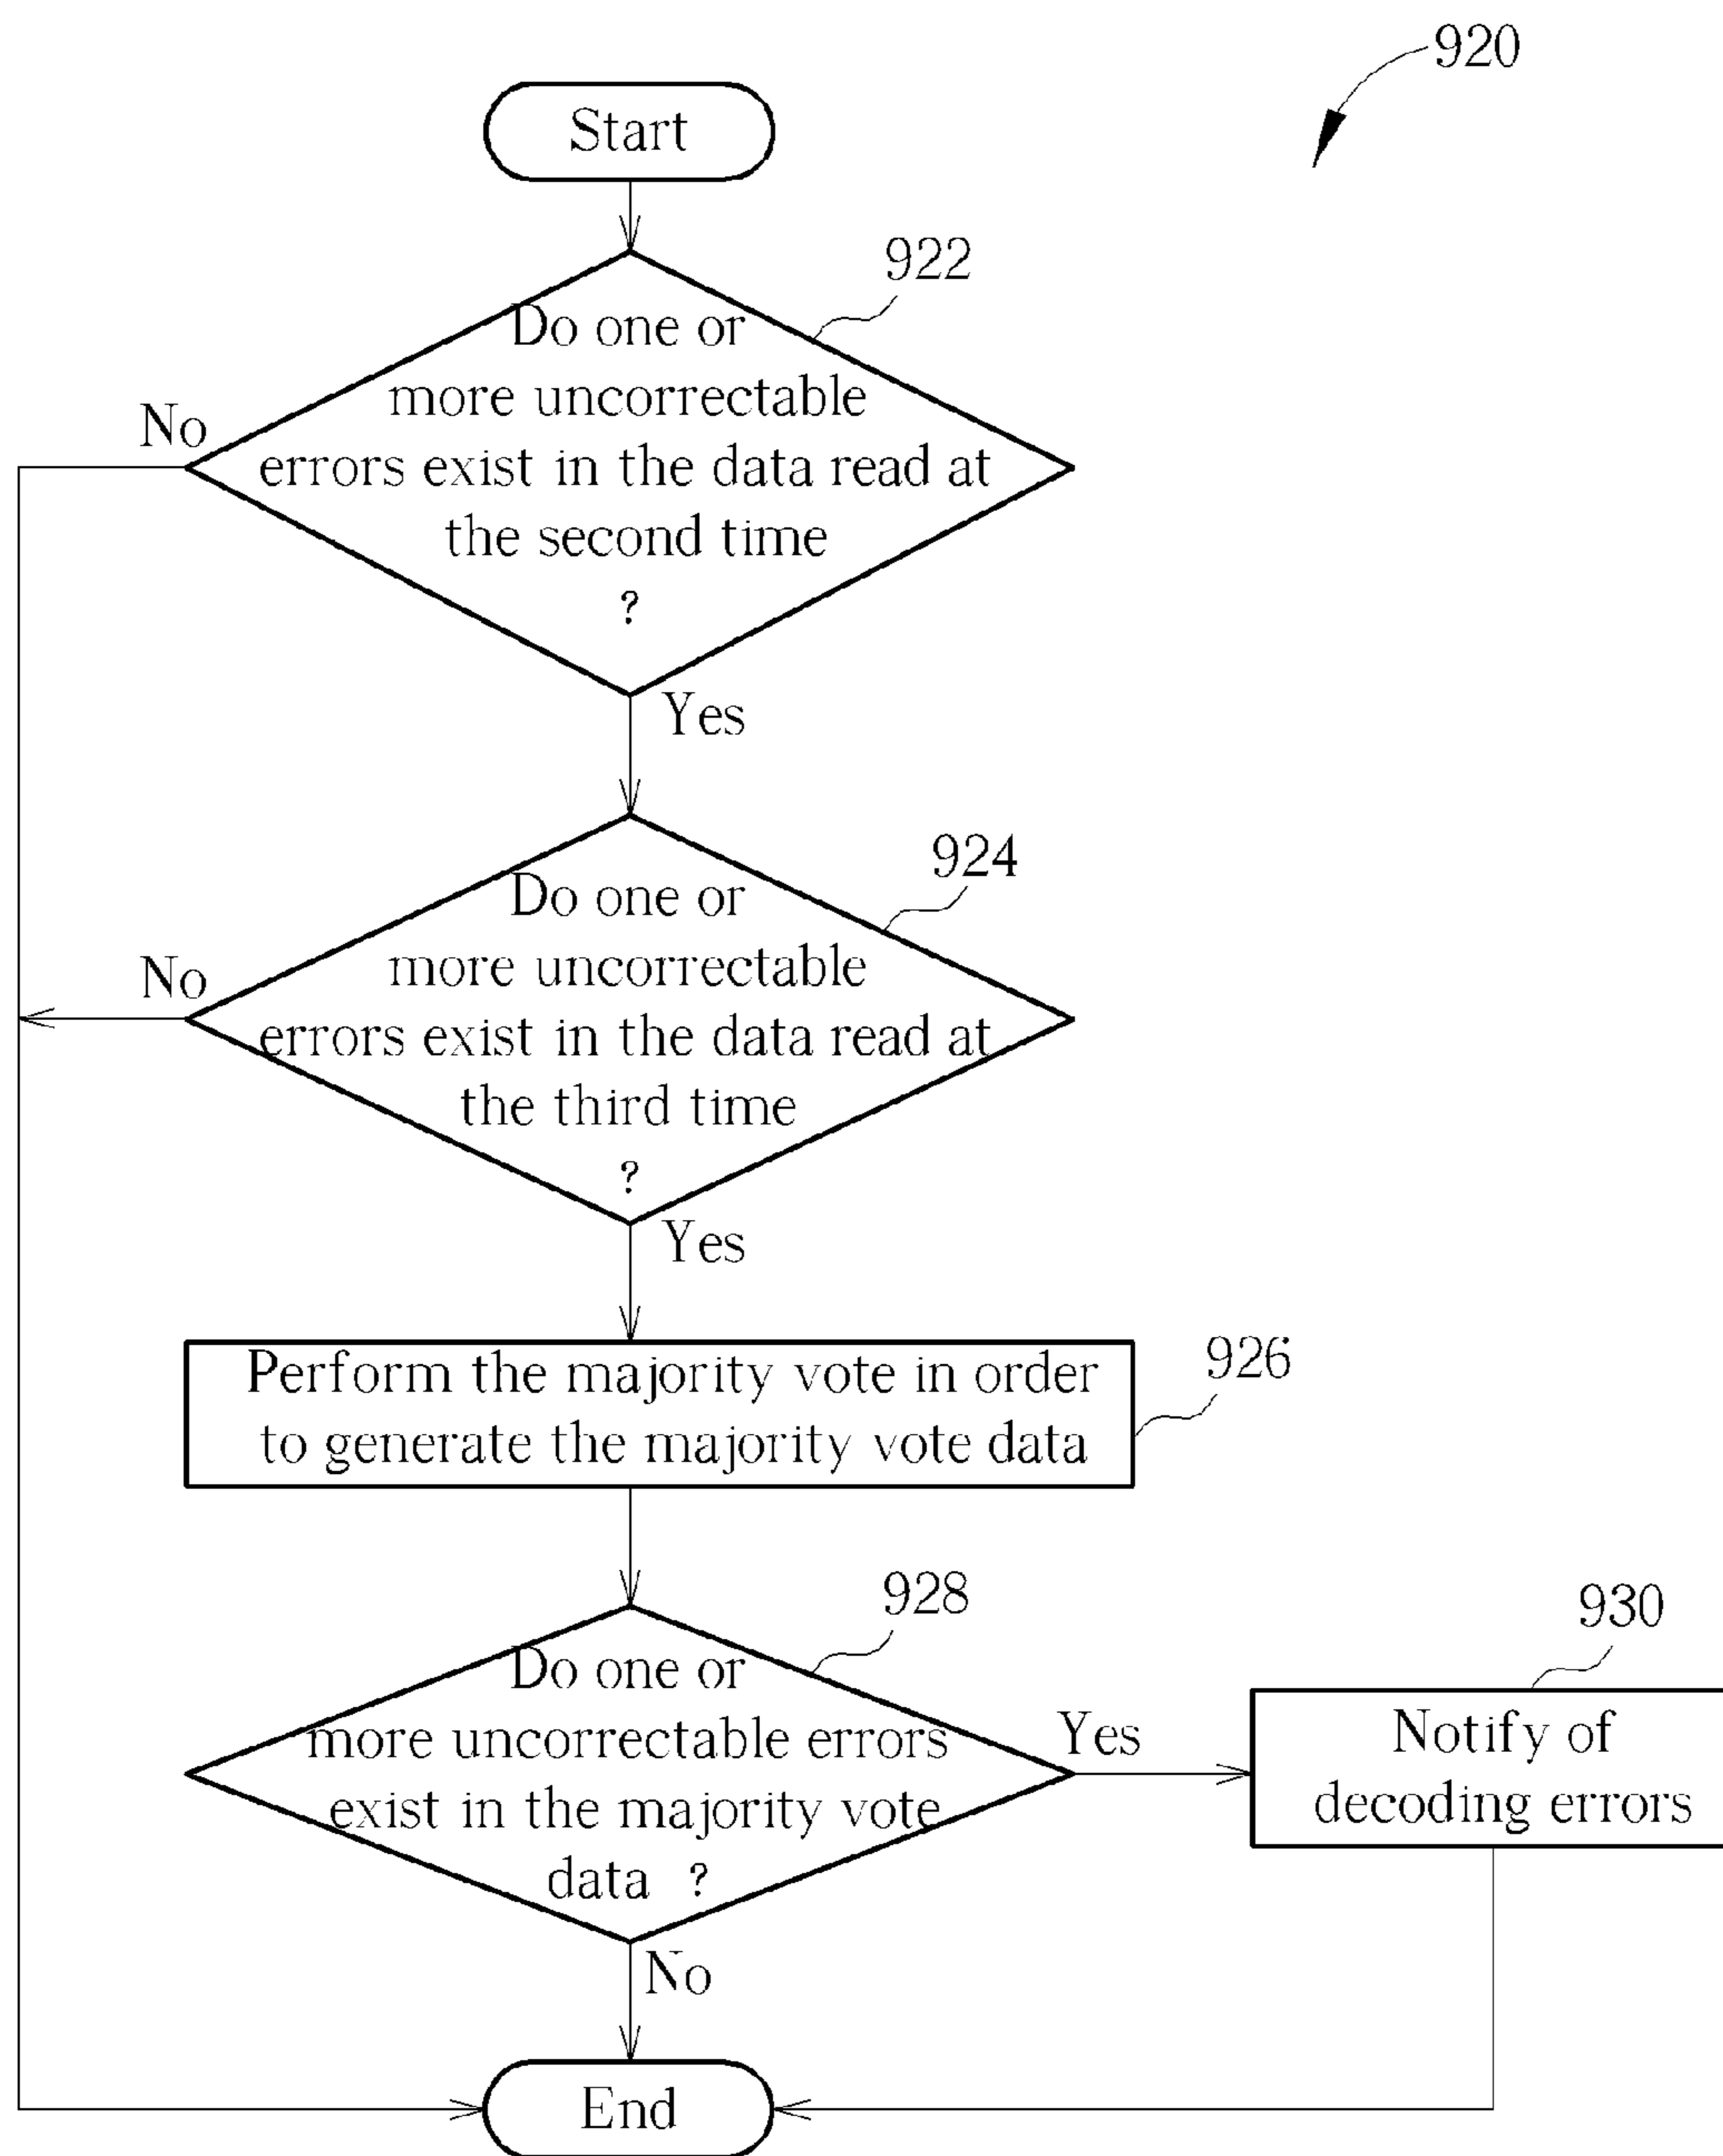 920
Start
922
Do one or
more uncorrectable
errors exist in the data read at
the second time
?
No
Yes
924
Do one or
more uncorrectable
errors exist in the data read at
the third time
?
No
Yes
Perform the majority vote in order
to generate the majority vote data
926
928
Do one or
more uncorrectable errors
exist in the majority vote
data ?
Yes
930
Notify of
decoding errors
No
End